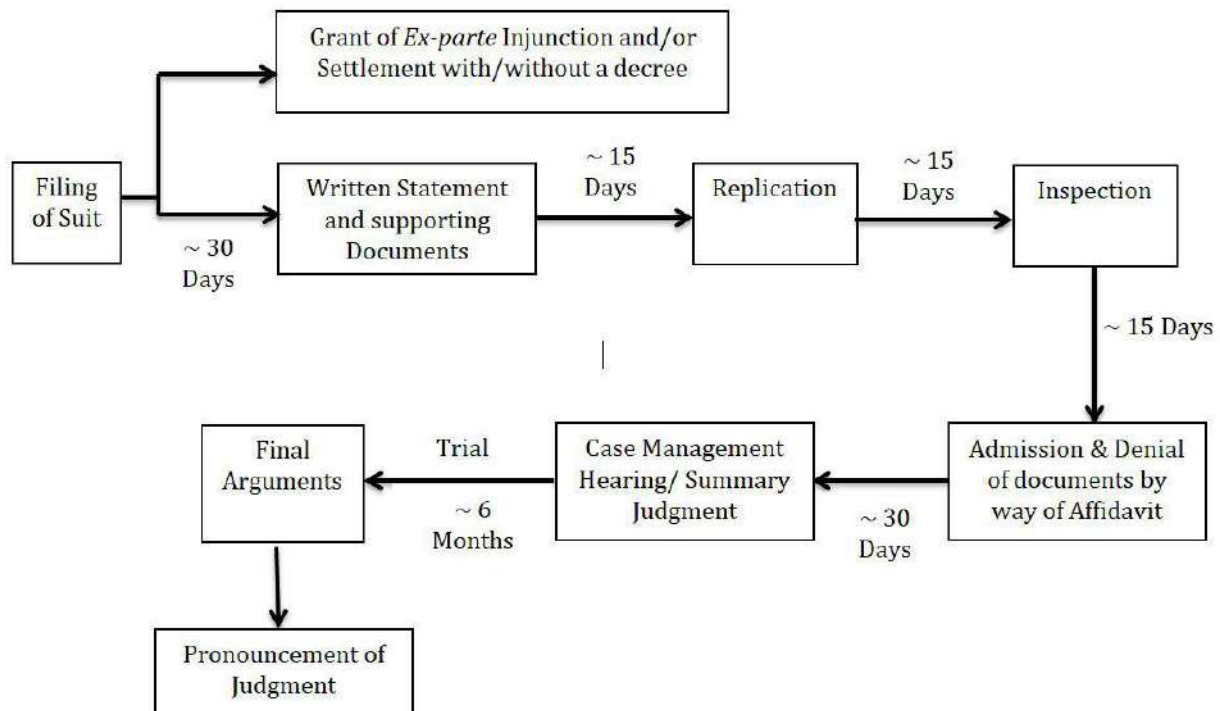 Grant of Ex-parte Injunction and/or
Settlement with/without a decree
Filing
of Suit
~ 30
Days
Written Statement
and supporting
Documents
~ 15
Days
Replication
~ 15
Days
Inspection
~ 15 Days
Admission & Denial
of documents by
way of Affidavit
~ 30
Days
Case Management
Hearing/ Summary
Judgment
Trial
~ 6
Months
Final
Arguments
Pronouncement of
Judgment